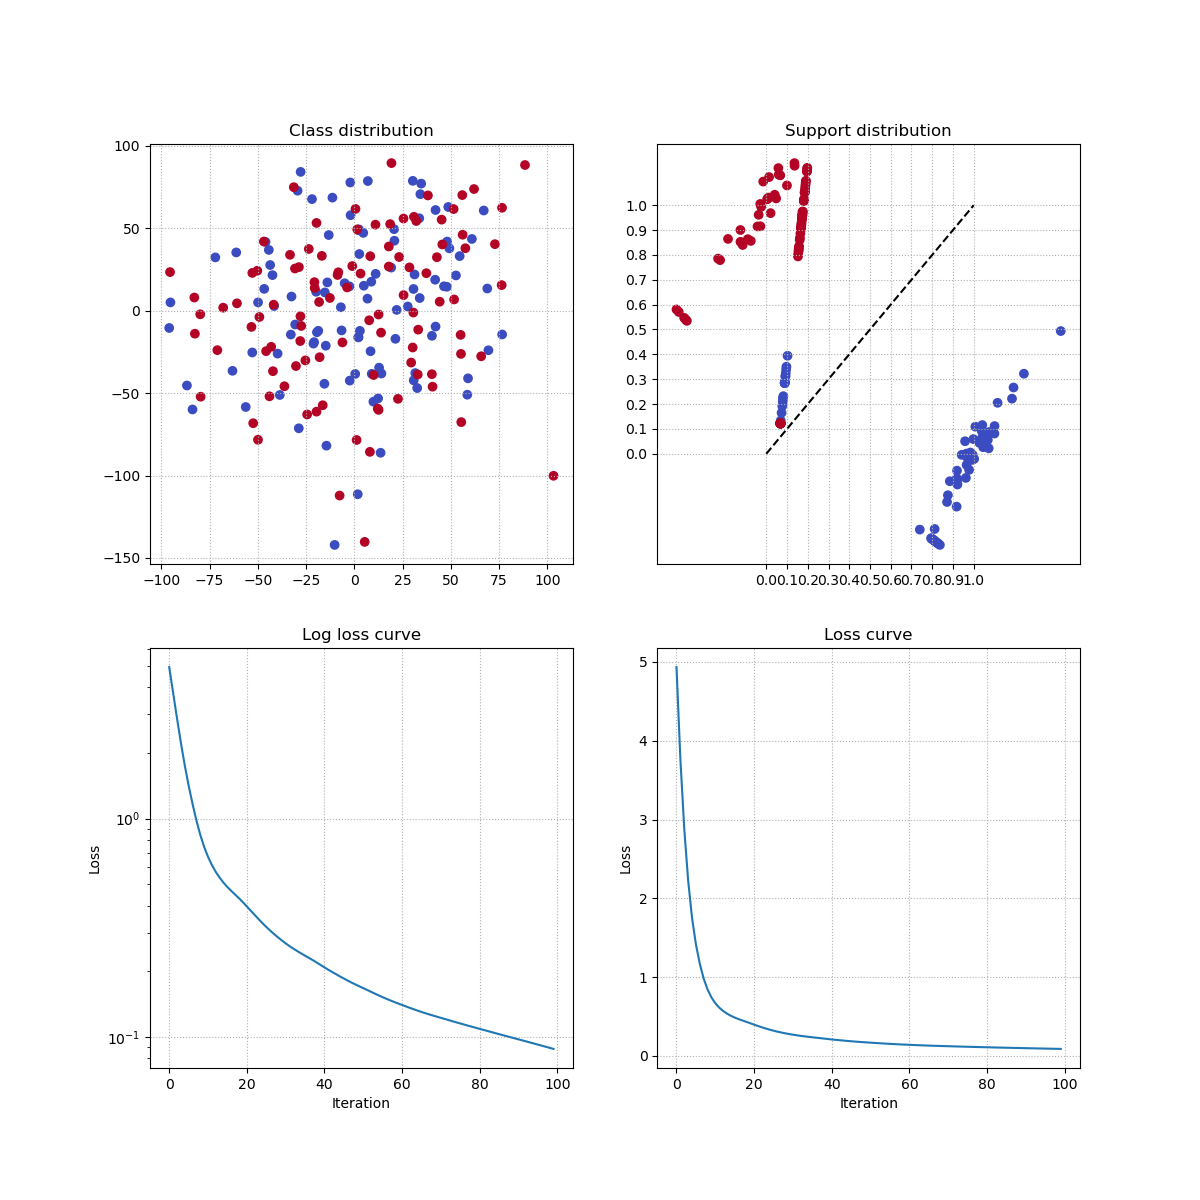 Class distribution
100
50
0
−50
−100
−150
−100 −75 −50 −25 0 25 50 75 100
Support distribution
1.0
0.9
0.8
0.7
0.6
0.5
0.4
0.3
0.2
0.1
0.0
0.00.10.20.30.40.50.60.70.80.91.0
Log loss curve
Loss
10⁰
10⁻¹
0 20 40 60 80 100
Iteration
Loss curve
Loss
5
4
3
2
1
0
0 20 40 60 80 100
Iteration